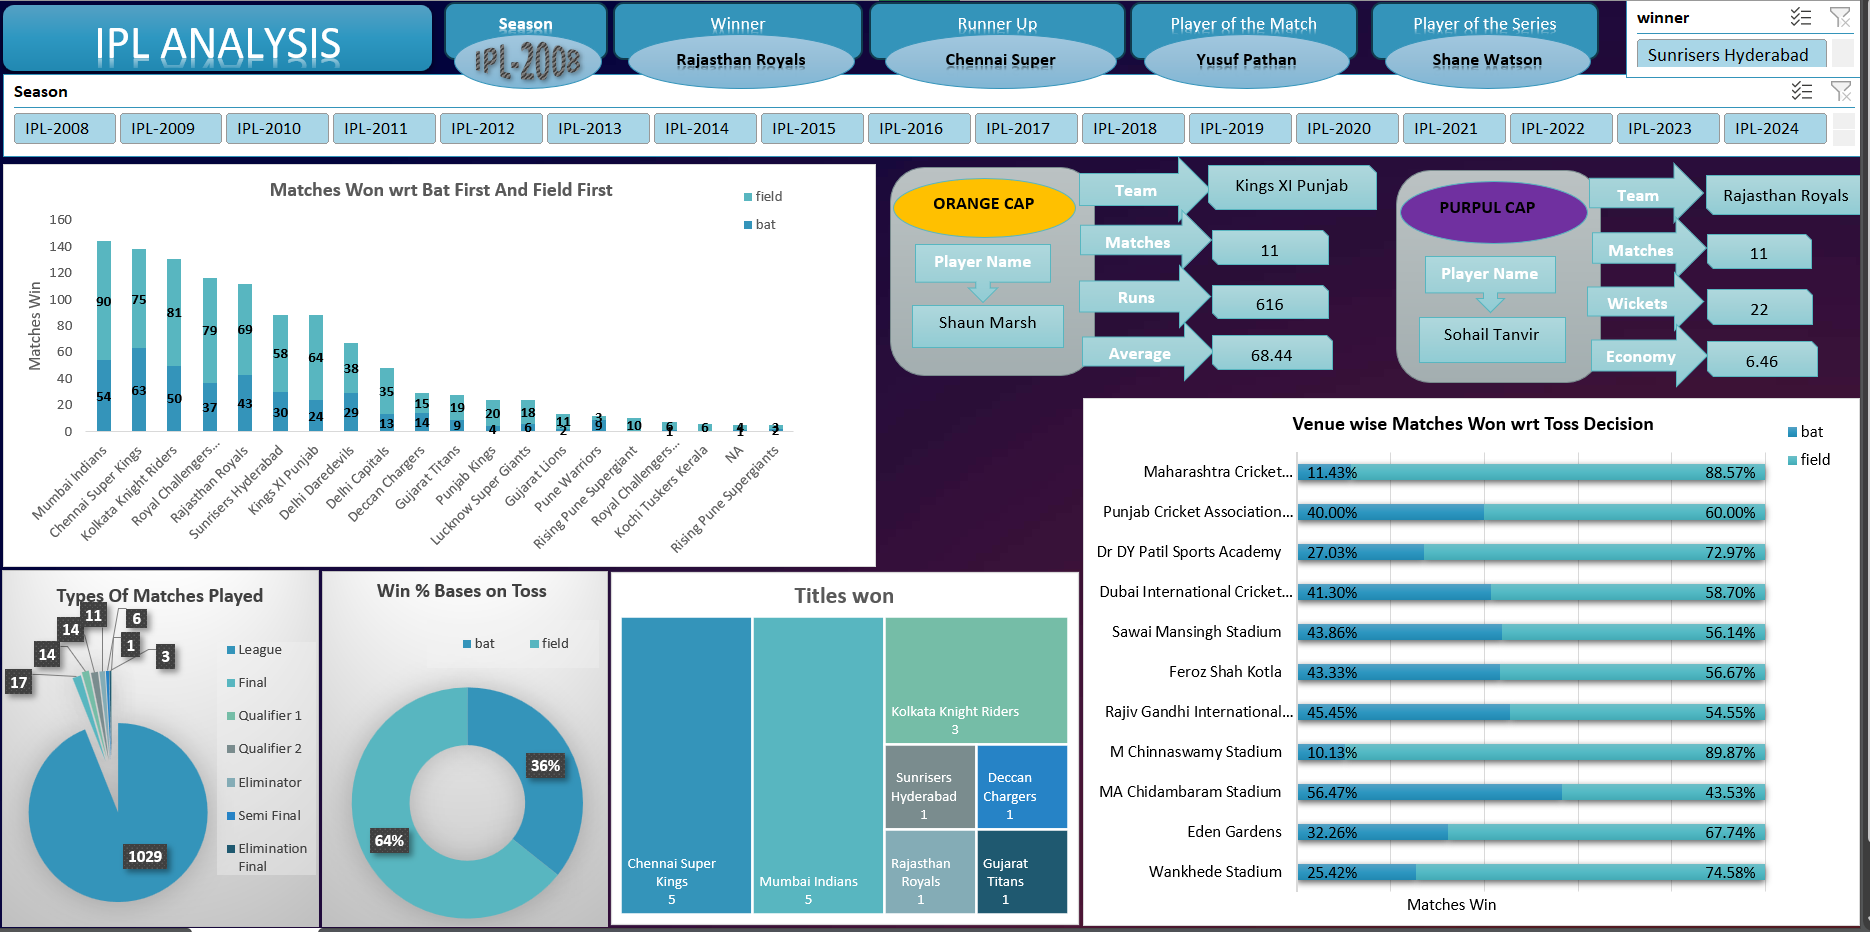 IPL ANALYSIS
Season
IPL-2008
Winner
Rajasthan Royals
Runner Up
Chennai Super
Player of the Match
Yusuf Pathan
Player of the Series
Shane Watson
winner
Sunrisers Hyderabad
Season
IPL-2008 IPL-2009 IPL-2010 IPL-2011 IPL-2012 IPL-2013 IPL-2014 IPL-2015 IPL-2016 IPL-2017 IPL-2018 IPL-2019 IPL-2020 IPL-2021 IPL-2022 IPL-2023 IPL-2024
Matches Won wrt Bat First And Field First
field
bat
Matches Win
160
140
120
100
80
60
40
20
0
90 75 81 79 69 58 64 38 35 15 19 20 18 11 3 10 6 6 4 3
54 63 50 37 43 30 24 29 13 14 9 4 6 2 9 1 1 2
Mumbai Indians
Chennai Super Kings
Kolkata Knight Riders
Royal Challengers...
Rajasthan Royals
Sunrisers Hyderabad
Kings XI Punjab
Delhi Daredevils
Delhi Capitals
Deccan Chargers
Gujarat Titans
Punjab Kings
Lucknow Super Giants
Gujarat Lions
Pune Warriors
Rising Pune Supergiant
Royal Challengers...
Kochi Tuskers Kerala
NA
Rising Pune Supergiants
ORANGE CAP
Player Name
Shaun Marsh
Team
Kings XI Punjab
Matches
11
Runs
616
Average
68.44
PURPUL CAP
Player Name
Sohail Tanvir
Team
Rajasthan Royals
Matches
11
Wickets
22
Economy
6.46
Types Of Matches Played
17
14
14
11
6
1
3
1029
League
Final
Qualifier 1
Qualifier 2
Eliminator
Semi Final
Elimination
Final
Win % Bases on Toss
bat field
36%
64%
Titles won
Chennai Super
Kings
5
Mumbai Indians
5
Kolkata Knight Riders
3
Sunrisers
Hyderabad
1
Deccan
Chargers
1
Rajasthan
Royals
1
Gujarat
Titans
1
Venue wise Matches Won wrt Toss Decision
bat
field
Maharashtra Cricket... 11.43% 88.57%
Punjab Cricket Association... 40.00% 60.00%
Dr DY Patil Sports Academy 27.03% 72.97%
Dubai International Cricket... 41.30% 58.70%
Sawai Mansingh Stadium 43.86% 56.14%
Feroz Shah Kotla 43.33% 56.67%
Rajiv Gandhi International... 45.45% 54.55%
M Chinnaswamy Stadium 10.13% 89.87%
MA Chidambaram Stadium 56.47% 43.53%
Eden Gardens 32.26% 67.74%
Wankhede Stadium 25.42% 74.58%
Matches Win